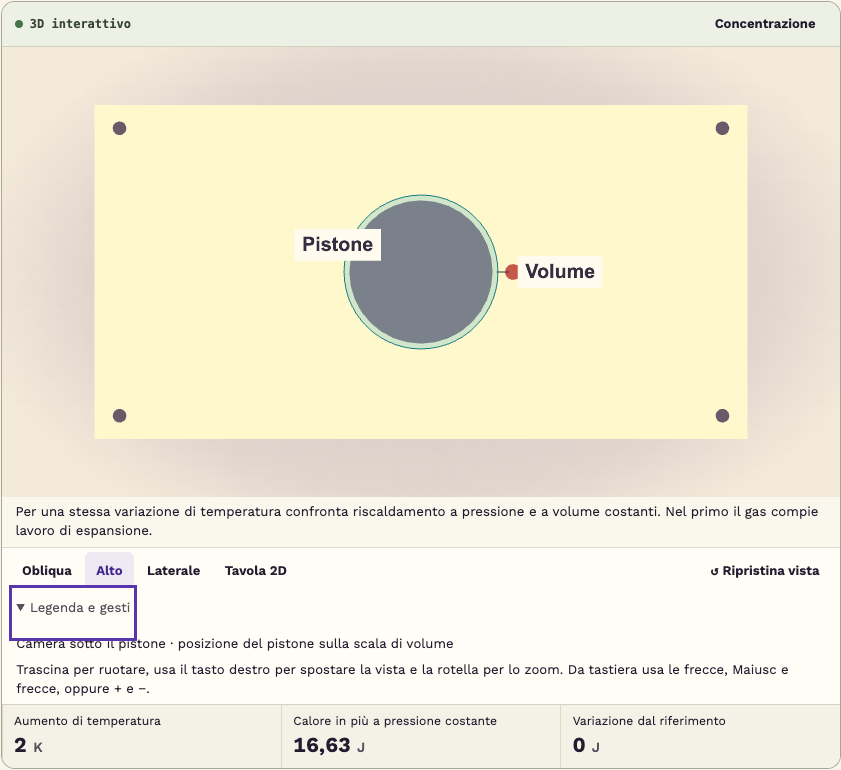 3D interattivo
Concentrazione
Pistone
Volume
Per una stessa variazione di temperatura confronta riscaldamento a pressione e a volume costanti. Nel primo il gas compie
lavoro di espansione.
Obliqua Alto Laterale Tavola 2D ↺ Ripristina vista
▼ Legenda e gesti
Camera sotto il pistone · posizione del pistone sulla scala di volume
Trascina per ruotare, usa il tasto destro per spostare la vista e la rotella per lo zoom. Da tastiera usa le frecce, Maiusc e
frecce, oppure + e −.
Aumento di temperatura
2 K
Calore in più a pressione costante
16,63 J
Variazione dal riferimento
0 J